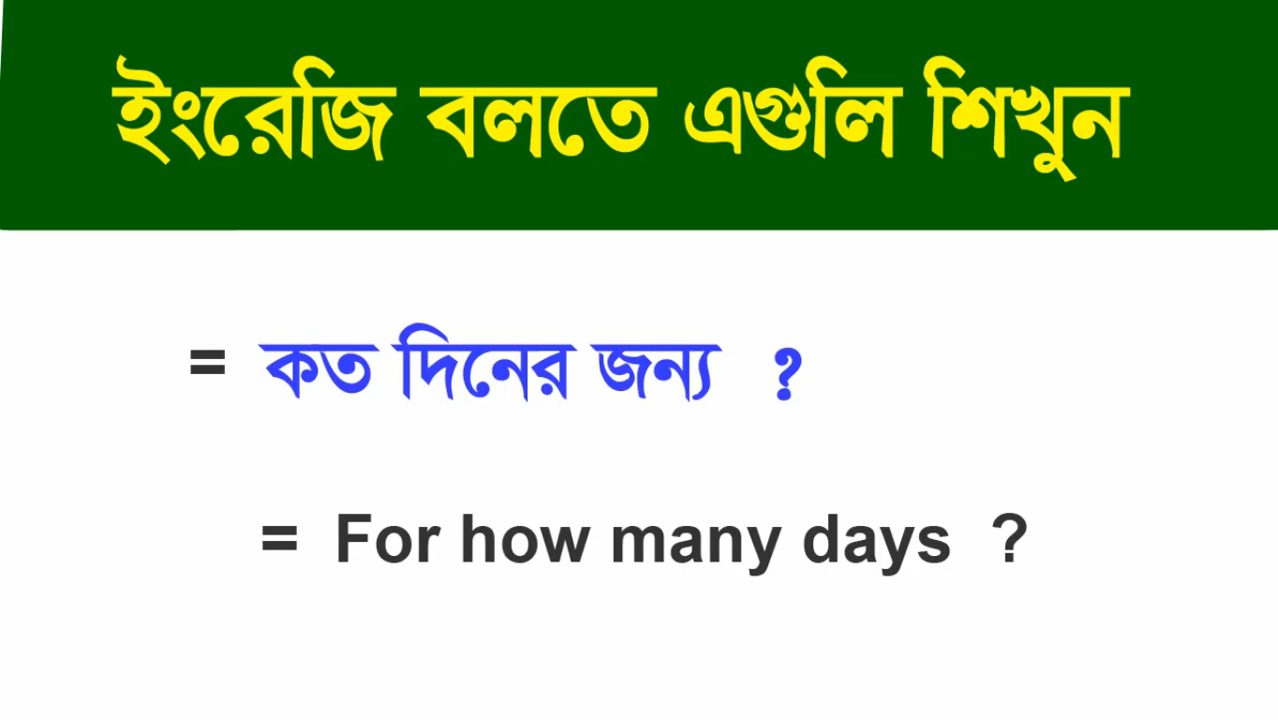 ইংরেজি বলতে এগুলি শিখুন
= কত দিনের জন্য ?
= For how many days ?